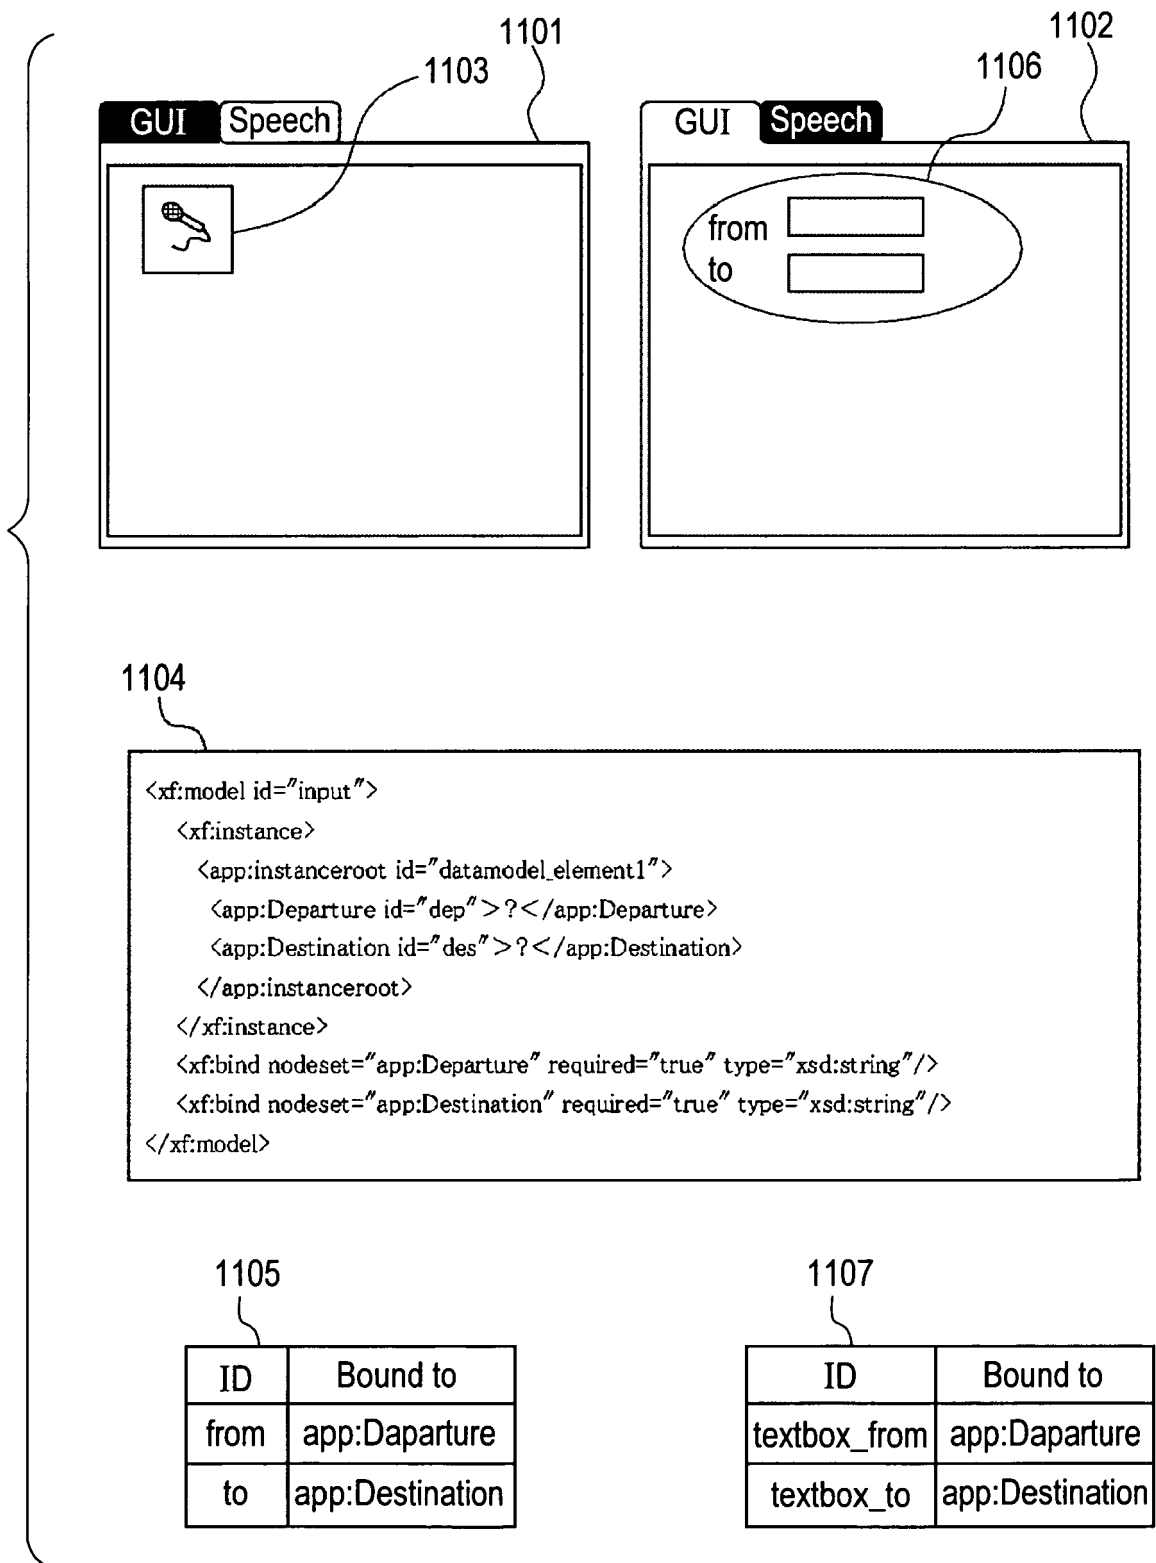 1101
1102
1103
1106
GUI Speech
GUI Speech
from
to
1104
<xf:model id="input">
<xf:instance>
<app:instanceroot id="datamodel_element1">
<app:Departure id="dep">?</app:Departure>
<app:Destination id="des">?</app:Destination>
</app:instanceroot>
</xf:instance>
<xf:bind nodeset="app:Departure" required="true" type="xsd:string"/>
<xf:bind nodeset="app:Destination" required="true" type="xsd:string"/>
</xf:model>
1105
ID Bound to
from app:Daparture
to app:Destination
1107
ID Bound to
textbox_from app:Daparture
textbox_to app:Destination